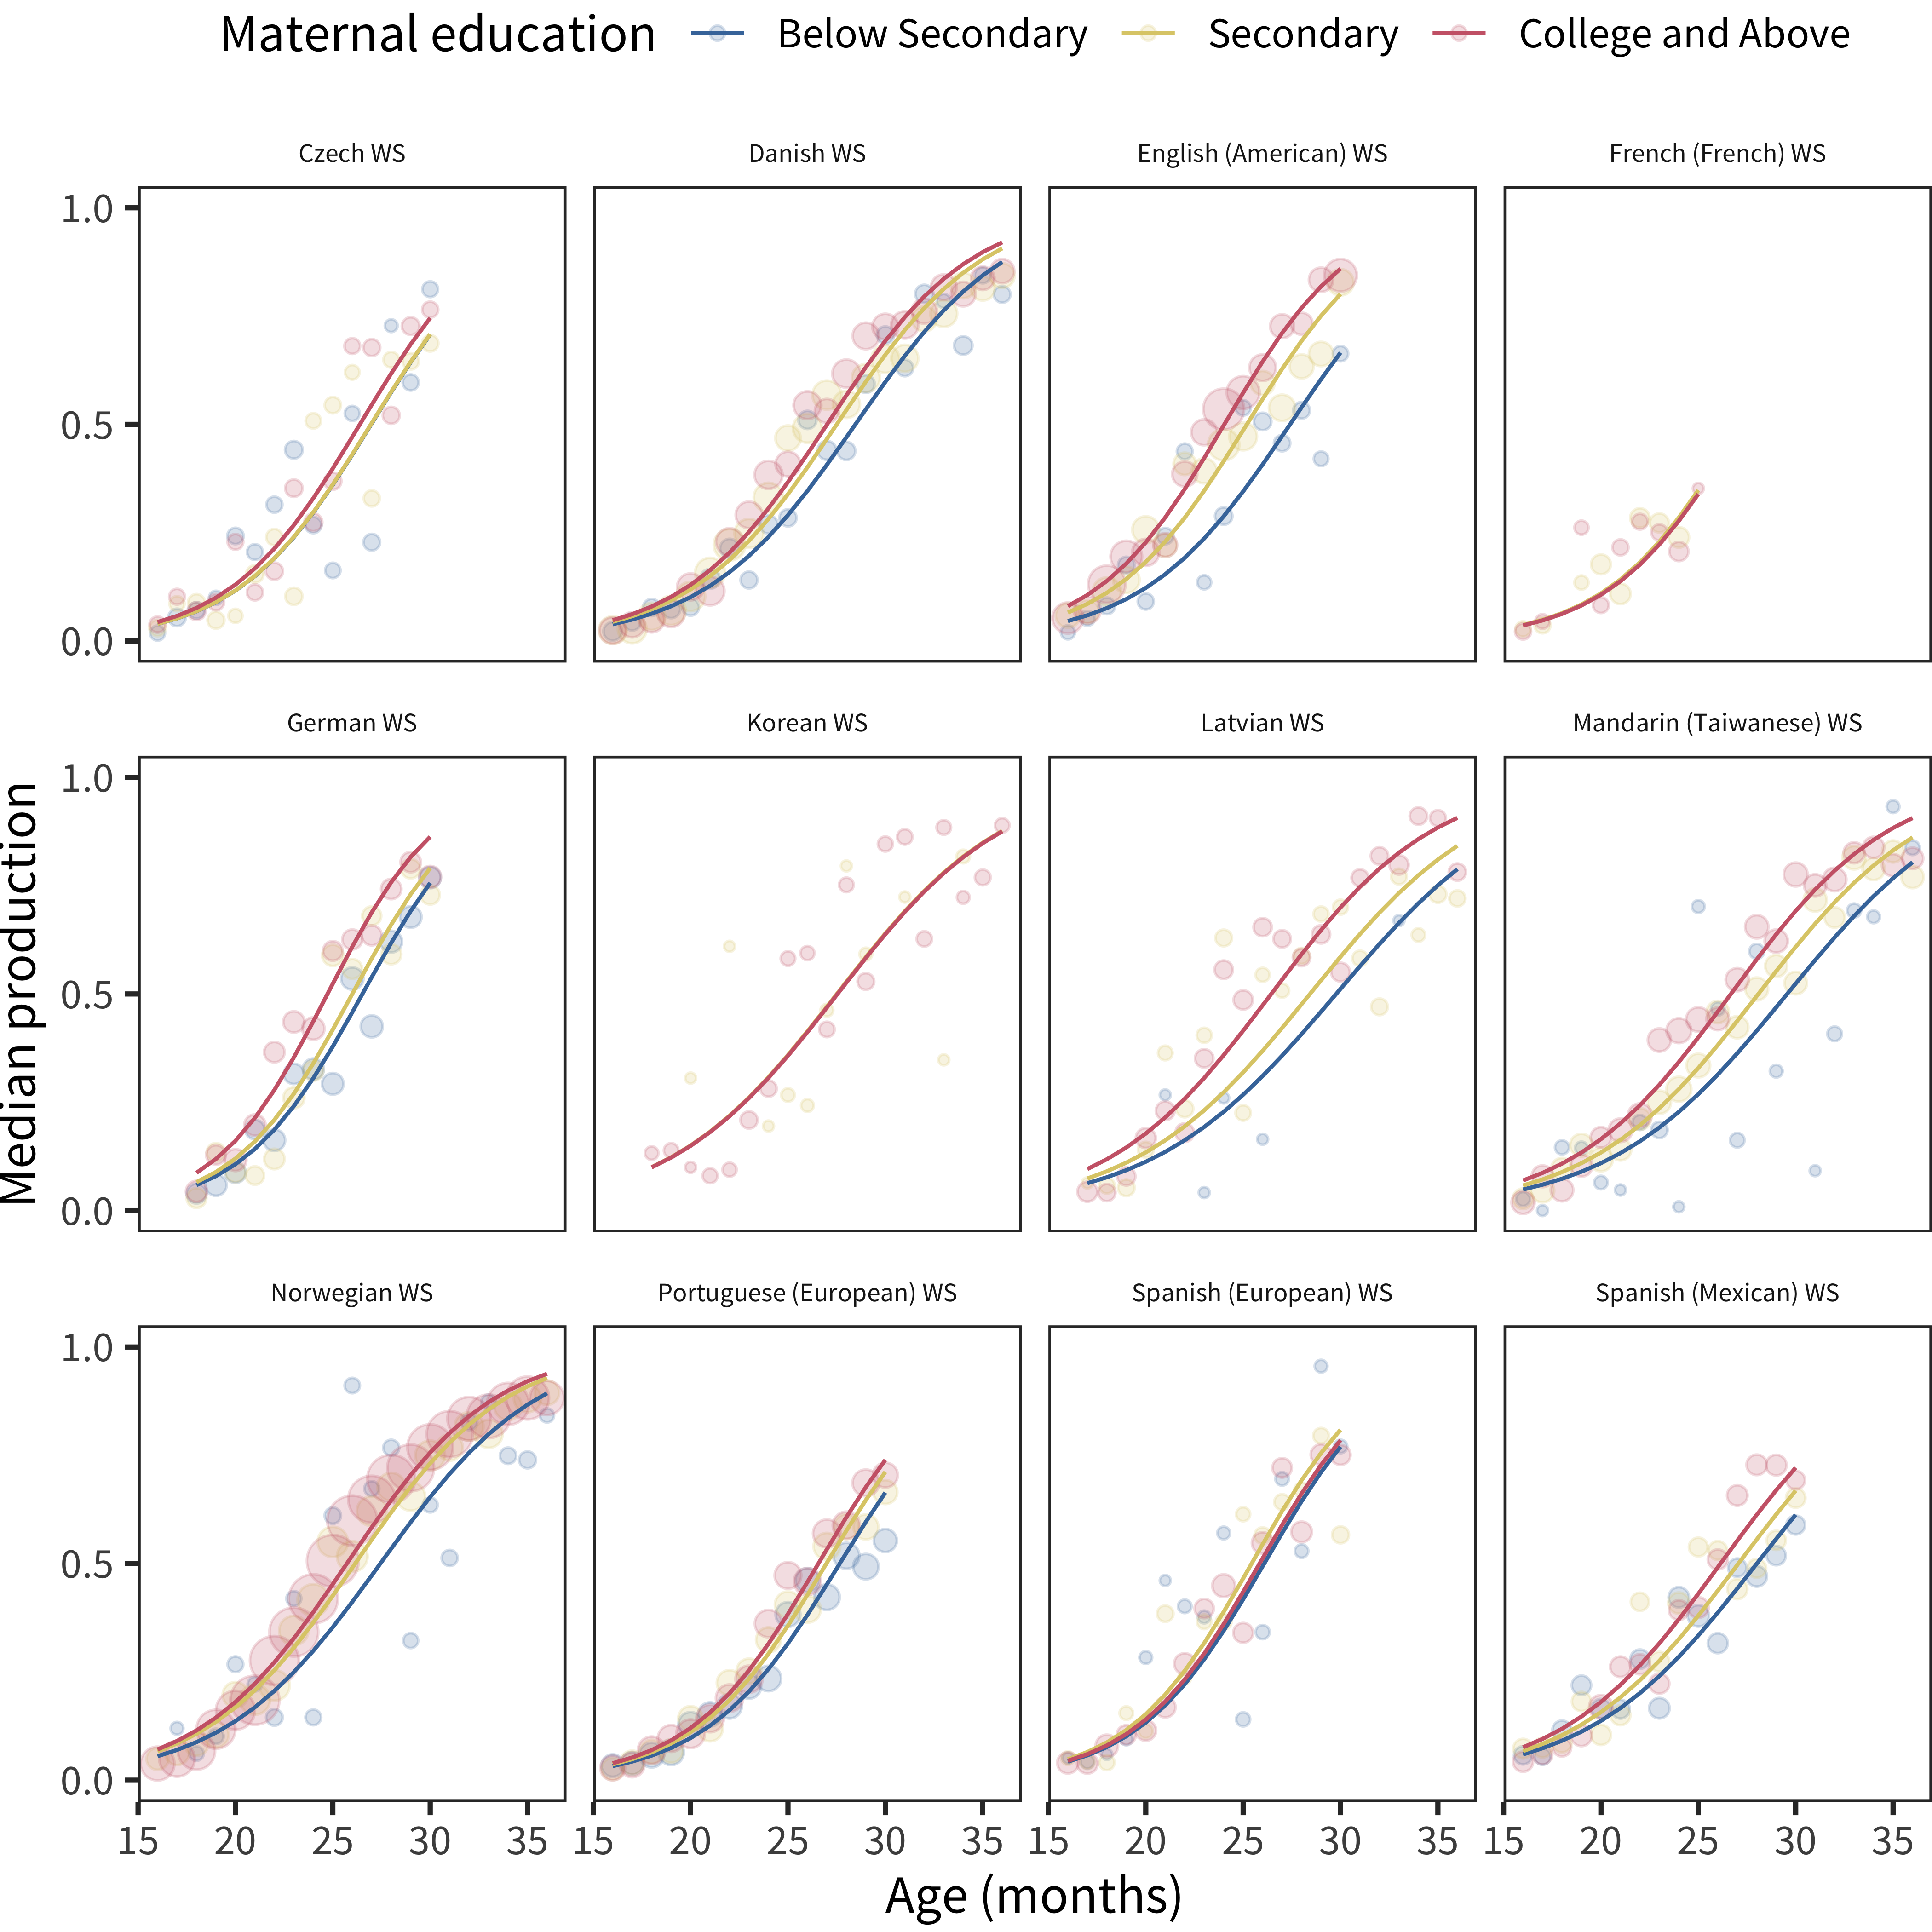 Maternal education Below Secondary Secondary College and Above
Czech WS Danish WS English (American) WS French (French) WS
1.0
0.5
0.0
German WS Korean WS Latvian WS Mandarin (Taiwanese) WS
1.0
0.5
0.0
Median production
Norwegian WS Portuguese (European) WS Spanish (European) WS Spanish (Mexican) WS
1.0
0.5
0.0
15 20 25 30 35 15 20 25 30 35 15 20 25 30 35 15 20 25 30 35
Age (months)